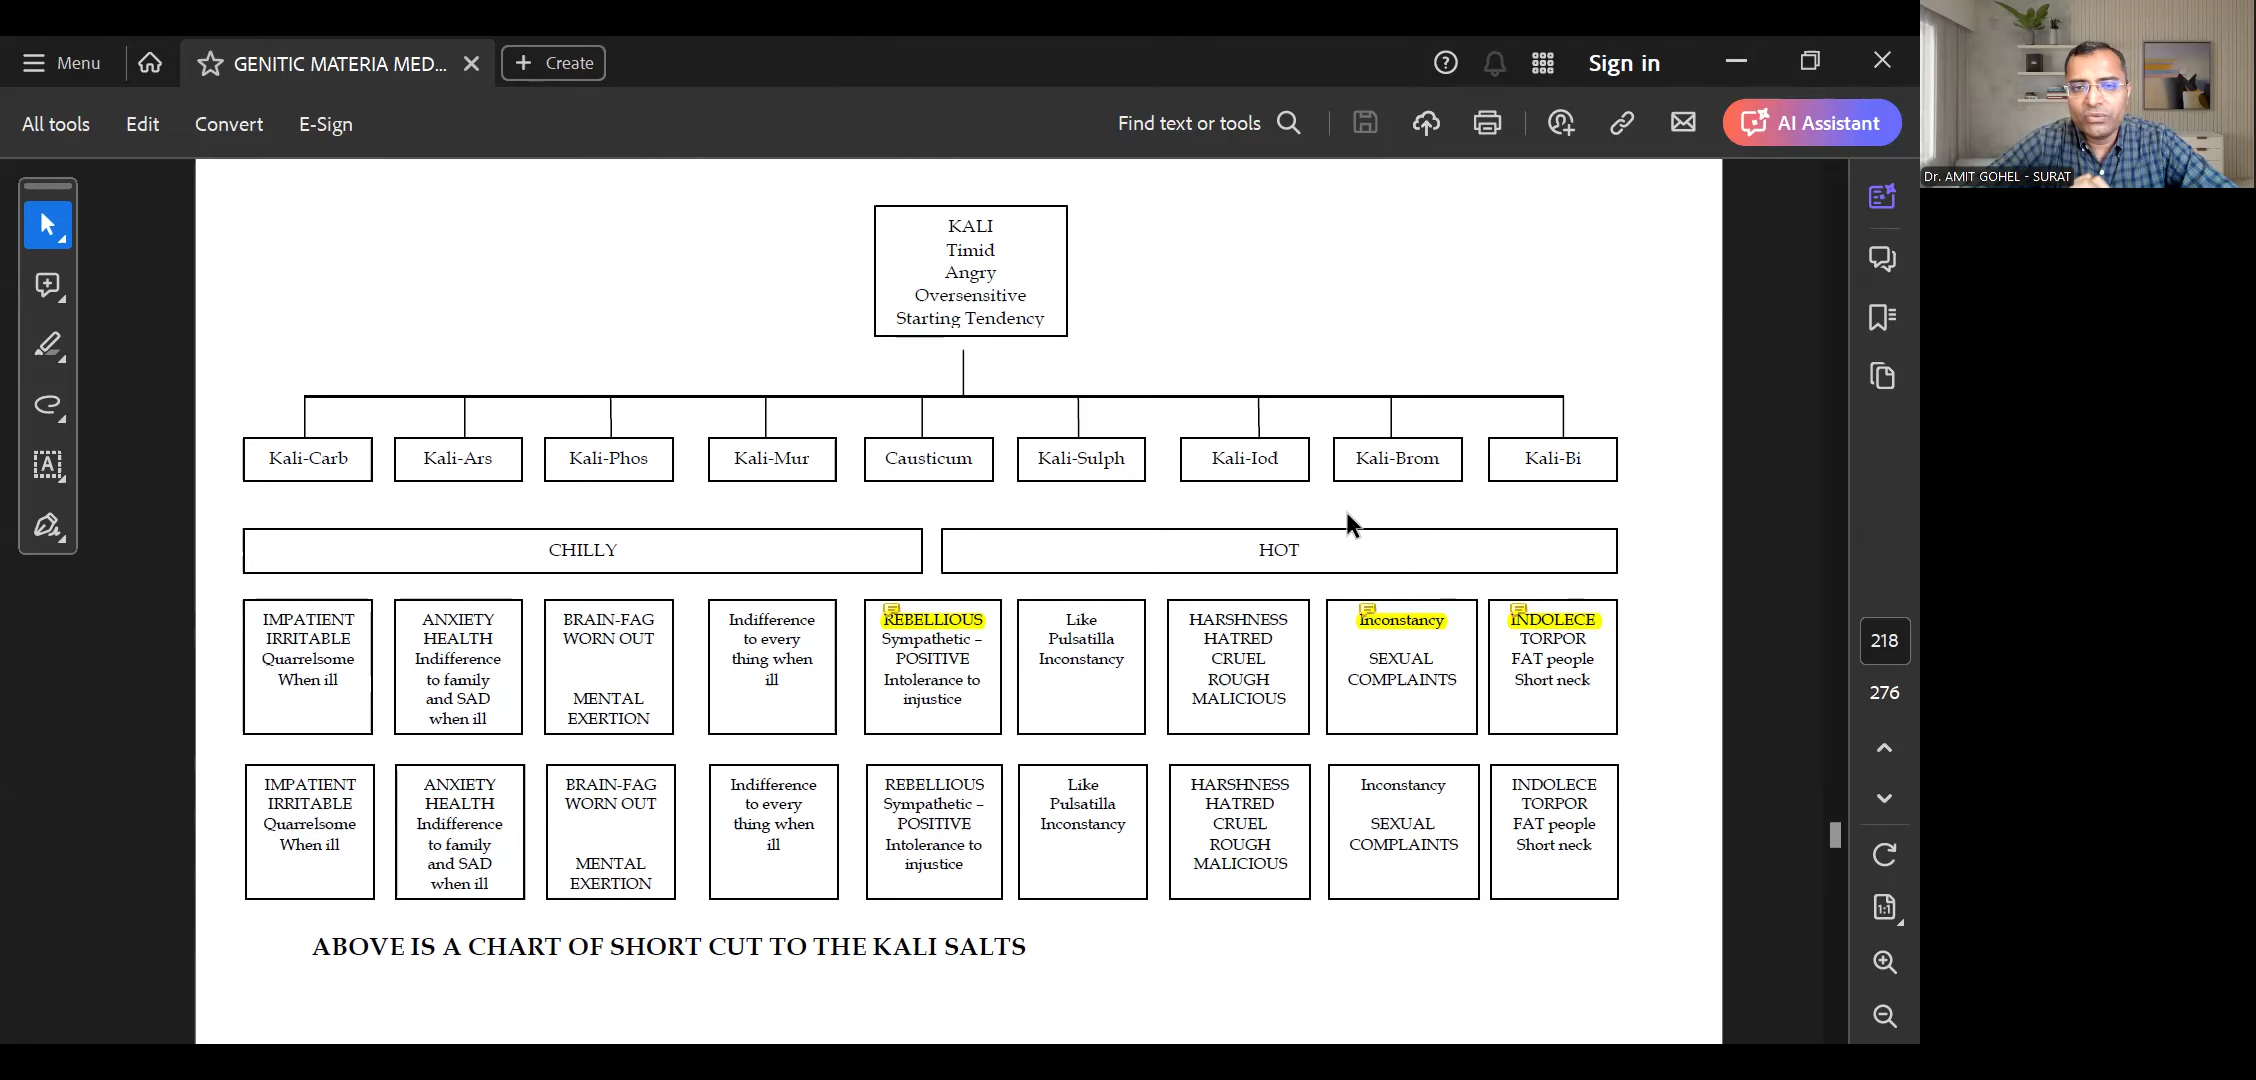 Menu
GENITIC MATERIA MED...
Create
Sign in
All tools
Edit
Convert
E-Sign
Find text or tools
AI Assistant
Dr. AMIT GOHEL - SURAT
KALI
Timid
Angry
Oversensitive
Starting Tendency
Kali-Carb
Kali-Ars
Kali-Phos
Kali-Mur
Causticum
Kali-Sulph
Kali-Iod
Kali-Brom
Kali-Bi
CHILLY
HOT
IMPATIENT
IRRITABLE
Quarrelsome
When ill
ANXIETY
HEALTH
Indifference
to family
and SAD
when ill
BRAIN-FAG
WORN OUT
MENTAL
EXERTION
Indifference
to every
thing when
ill
REBELLIOUS
Sympathetic –
POSITIVE
Intolerance to
injustice
Like
Pulsatilla
Inconstancy
HARSHNESS
HATRED
CRUEL
ROUGH
MALICIOUS
Inconstancy
SEXUAL
COMPLAINTS
INDOLECE
TORPOR
FAT people
Short neck
IMPATIENT
IRRITABLE
Quarrelsome
When ill
ANXIETY
HEALTH
Indifference
to family
and SAD
when ill
BRAIN-FAG
WORN OUT
MENTAL
EXERTION
Indifference
to every
thing when
ill
REBELLIOUS
Sympathetic –
POSITIVE
Intolerance to
injustice
Like
Pulsatilla
Inconstancy
HARSHNESS
HATRED
CRUEL
ROUGH
MALICIOUS
Inconstancy
SEXUAL
COMPLAINTS
INDOLECE
TORPOR
FAT people
Short neck
ABOVE IS A CHART OF SHORT CUT TO THE KALI SALTS
218
276
1:1